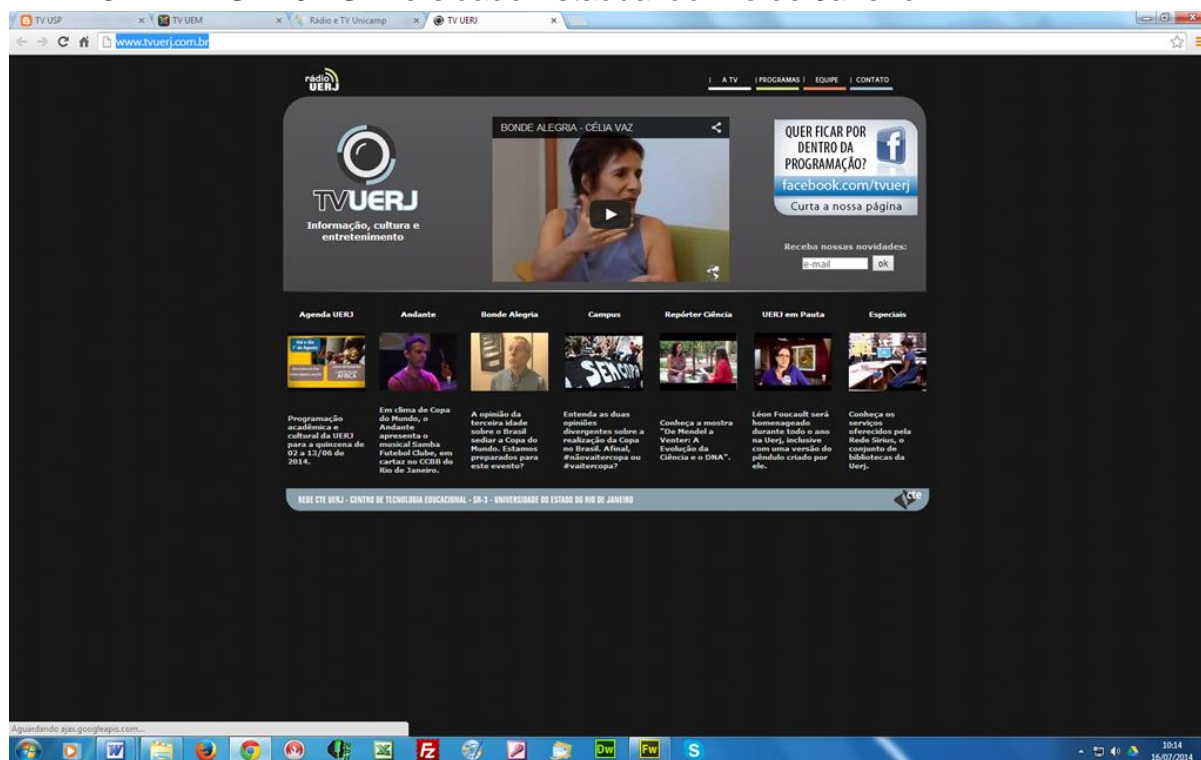 TV USP
TV UEM
Rádio e TV Unicamp
TV UERJ
www.tvuerj.com.br
rádio
UERJ
A TV | PROGRAMAS | EQUIPE | CONTATO
BONDE ALEGRIA - CÉLIA VAZ
TVUERJ
Informação, cultura e
entretenimento
QUER FICAR POR
DENTRO DA
PROGRAMAÇÃO?
facebook.com/tvuerj
Curta a nossa página
Receba nossas novidades:
e-mail ok
Agenda UERJ
Programação
acadêmica e
cultural da UERJ
para a quinzena de
02 a 13/06 de
2014.
Andante
Em clima de Copa
do Mundo, o
Andante
apresenta o
musical Samba
Futebol Clube, em
cartaz no CCBB do
Rio de Janeiro.
Bonde Alegria
A opinião da
terceira idade
sobre o Brasil
sediar a Copa do
Mundo. Estamos
preparados para
este evento?
Campus
SEM COPA
Entenda as duas
opiniões
divergentes sobre a
realização da Copa
no Brasil. Afinal,
#nãovaitercopa ou
#vaitercopa?
Repórter Ciência
Conheça a mostra
"De Mendel a
Venter: A
Evolução da
Ciência e o DNA".
UERJ em Pauta
Léon Foucault será
homenageado
durante todo o ano
na Uerj, inclusive
com uma versão do
pêndulo criado por
ele.
Especiais
Conheça os
serviços
oferecidos pela
Rede Sirius, o
conjunto de
bibliotecas da
Uerj.
REDE CTE UERJ - CENTRO DE TECNOLOGIA EDUCACIONAL - SR-3 - UNIVERSIDADE DO ESTADO DO RIO DE JANEIRO
cte
Aguardando ajax.googleapis.com...
Dw
Fw
10:14
16/07/2014